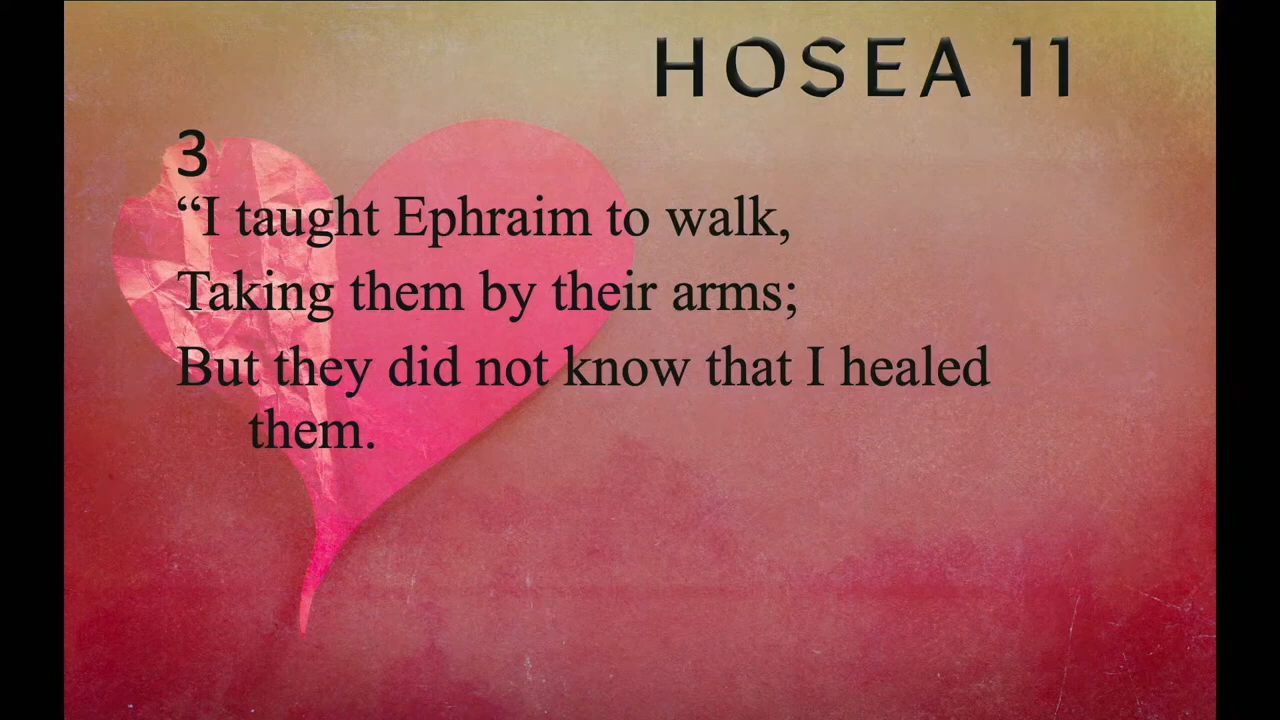 HOSEA 11
3
“I taught Ephraim to walk,
Taking them by their arms;
But they did not know that I healed
them.